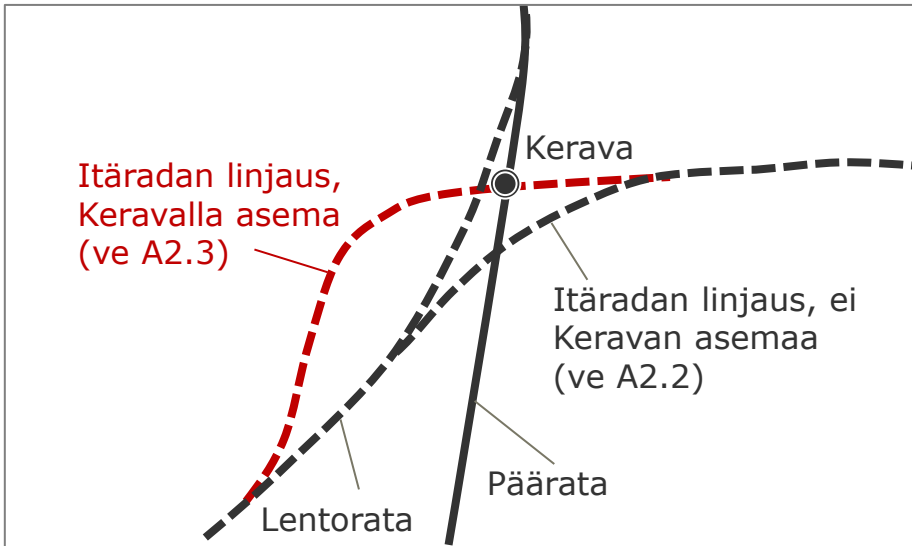 Kerava
Itäradan linjaus,
Keravalla asema
(ve A2.3)
Itäradan linjaus, ei
Keravan asemaa
(ve A2.2)
Päärata
Lentorata